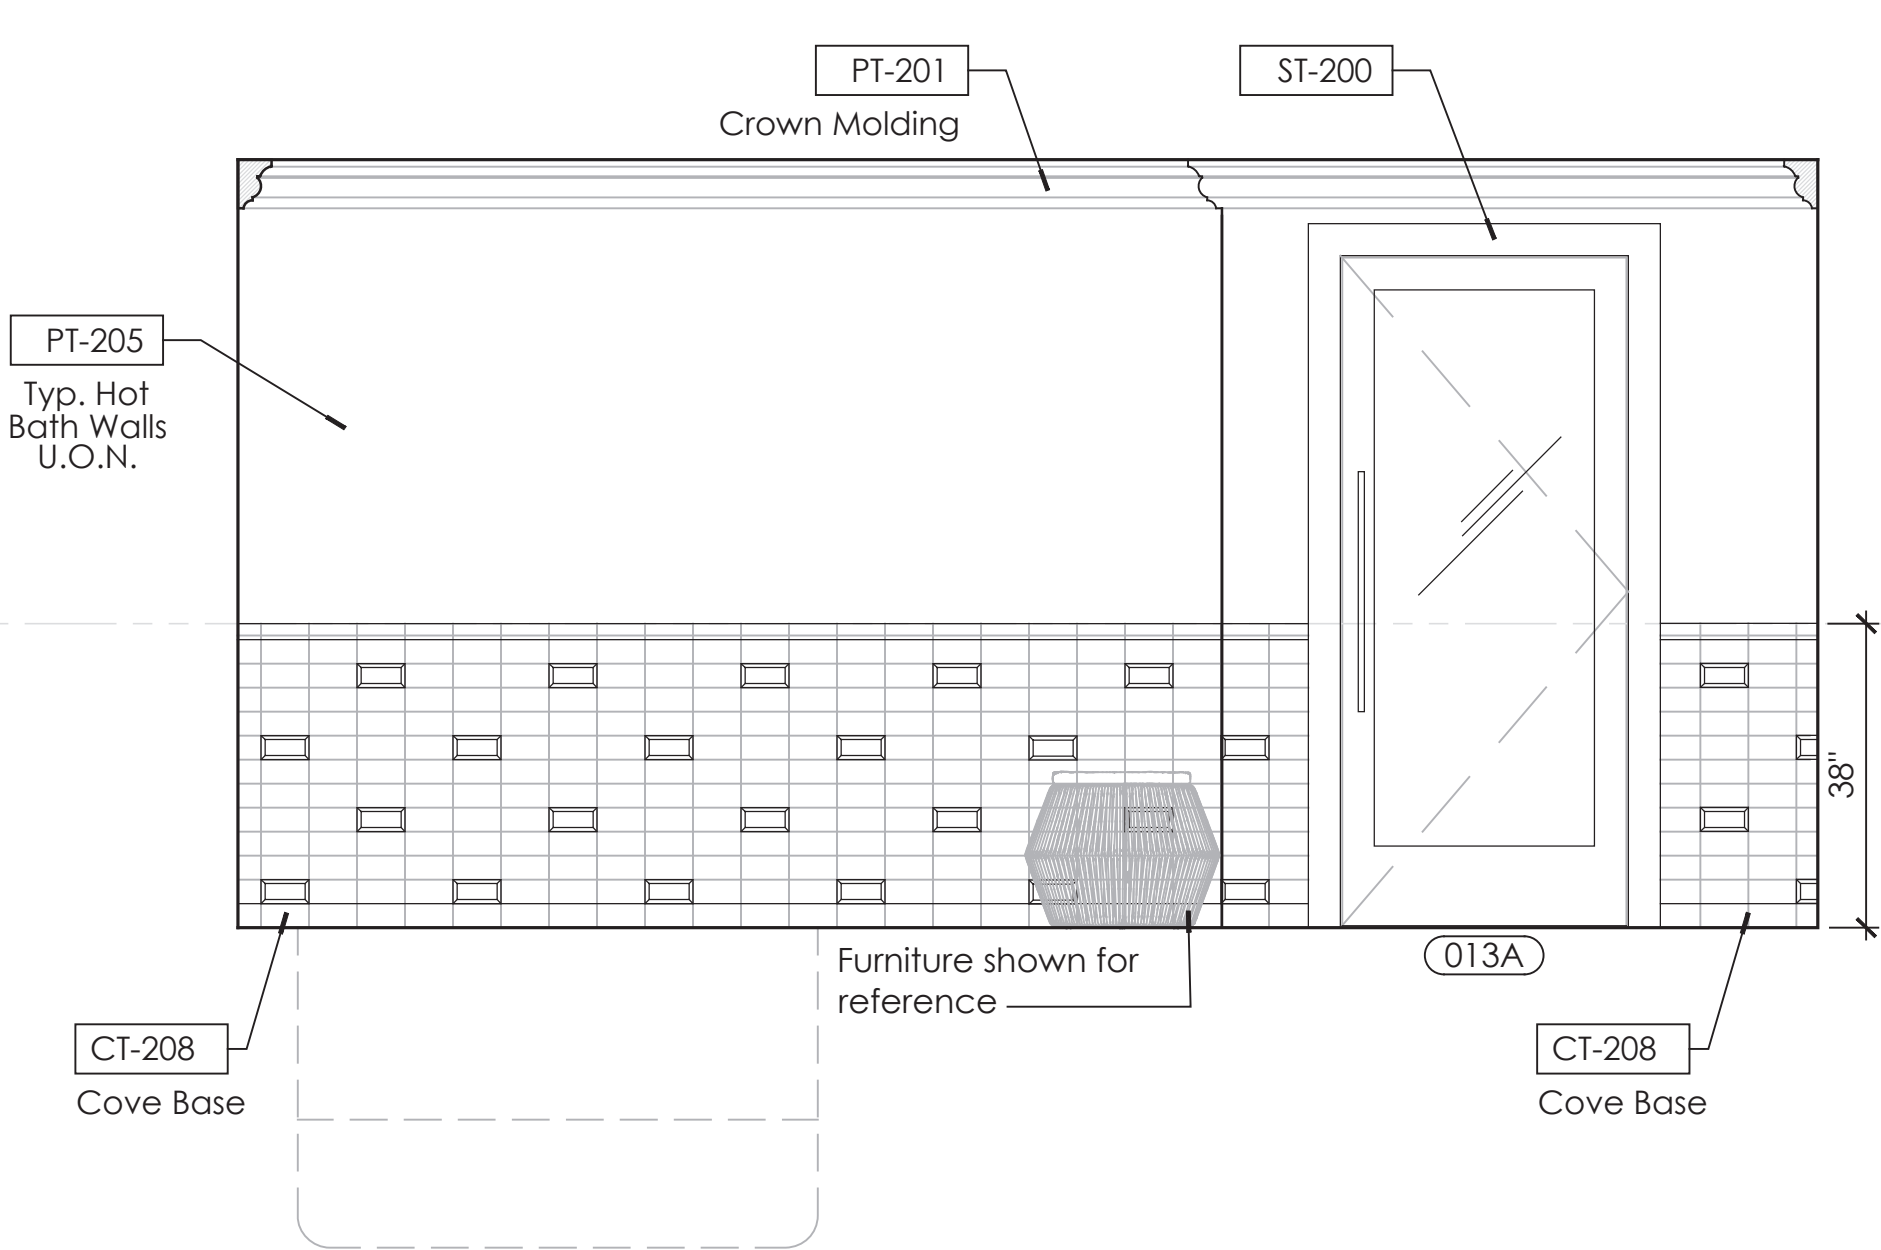 PT-201
Crown Molding
ST-200
PT-205
Typ. Hot
Bath Walls
U.O.N.
38"
Furniture shown for
reference
013A
CT-208
Cove Base
CT-208
Cove Base